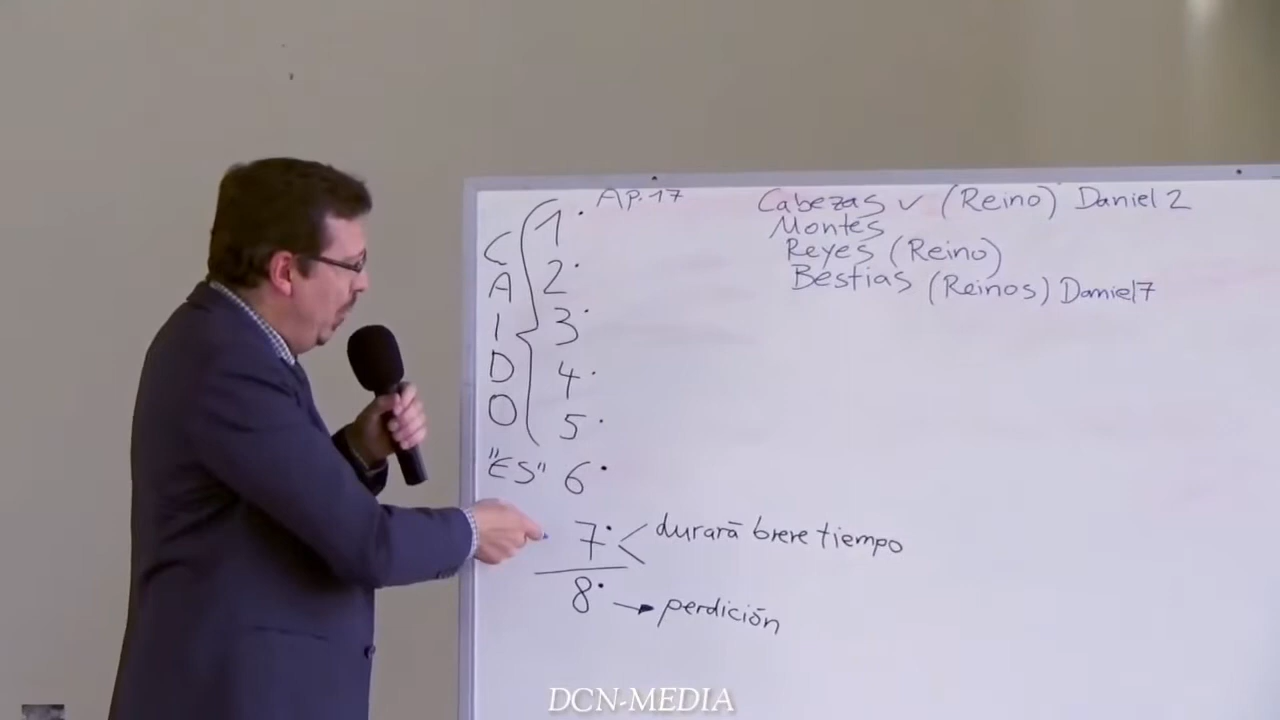 Ap.17
Cabezas ✓ (Reino) Daniel 2
Montes
Reyes (Reino)
Bestias (Reinos) Daniel 7
CAIDO
1.
2.
3.
4.
5.
"ES" 6.
7. < durará breve tiempo
8. → perdición
DCN-MEDIA